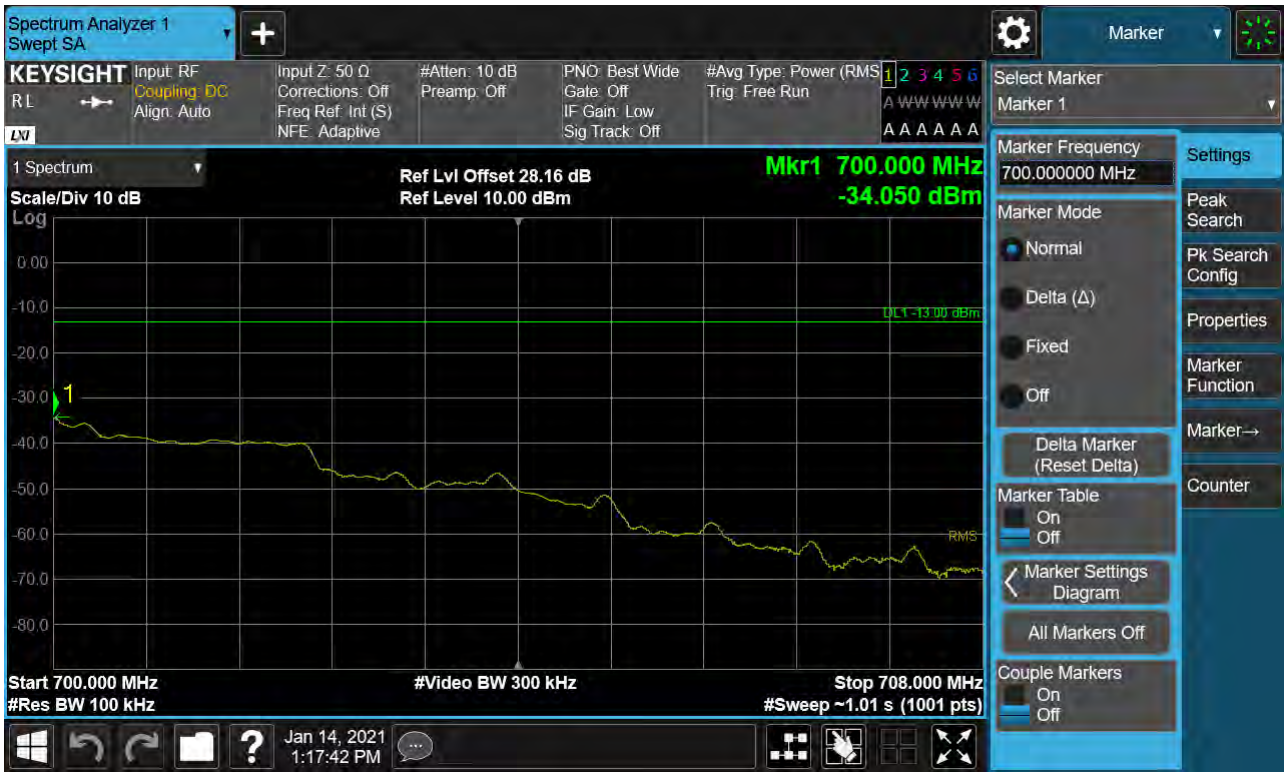 Spectrum Analyzer 1
Swept SA
+
Marker
KEYSIGHT
RL
LXI
Input: RF
Coupling: DC
Align: Auto
Input Z: 50 Ω
Corrections: Off
Freq Ref: Int (S)
NFE: Adaptive
#Atten: 10 dB
Preamp: Off
PNO: Best Wide
Gate: Off
IF Gain: Low
Sig Track: Off
#Avg Type: Power (RMS
Trig: Free Run
1 2 3 4 5 6
A W W W W W
A A A A A A
Select Marker
Marker 1
1 Spectrum
Scale/Div 10 dB
Log
Ref Lvl Offset 28.16 dB
Ref Level 10.00 dBm
Mkr1 700.000 MHz
-34.050 dBm
0.00
-10.0
-20.0
-30.0
-40.0
-50.0
-60.0
-70.0
-80.0
DL1 -13.00 dBm
1
RMS
Start 700.000 MHz
#Res BW 100 kHz
#Video BW 300 kHz
Stop 708.000 MHz
#Sweep ~1.01 s (1001 pts)
Marker Frequency
700.000000 MHz
Marker Mode
Normal
Delta (Δ)
Fixed
Off
Delta Marker
(Reset Delta)
Marker Table
On
Off
Marker Settings
Diagram
All Markers Off
Couple Markers
On
Off
Settings
Peak
Search
Pk Search
Config
Properties
Marker
Function
Marker→
Counter
?
Jan 14, 2021
1:17:42 PM